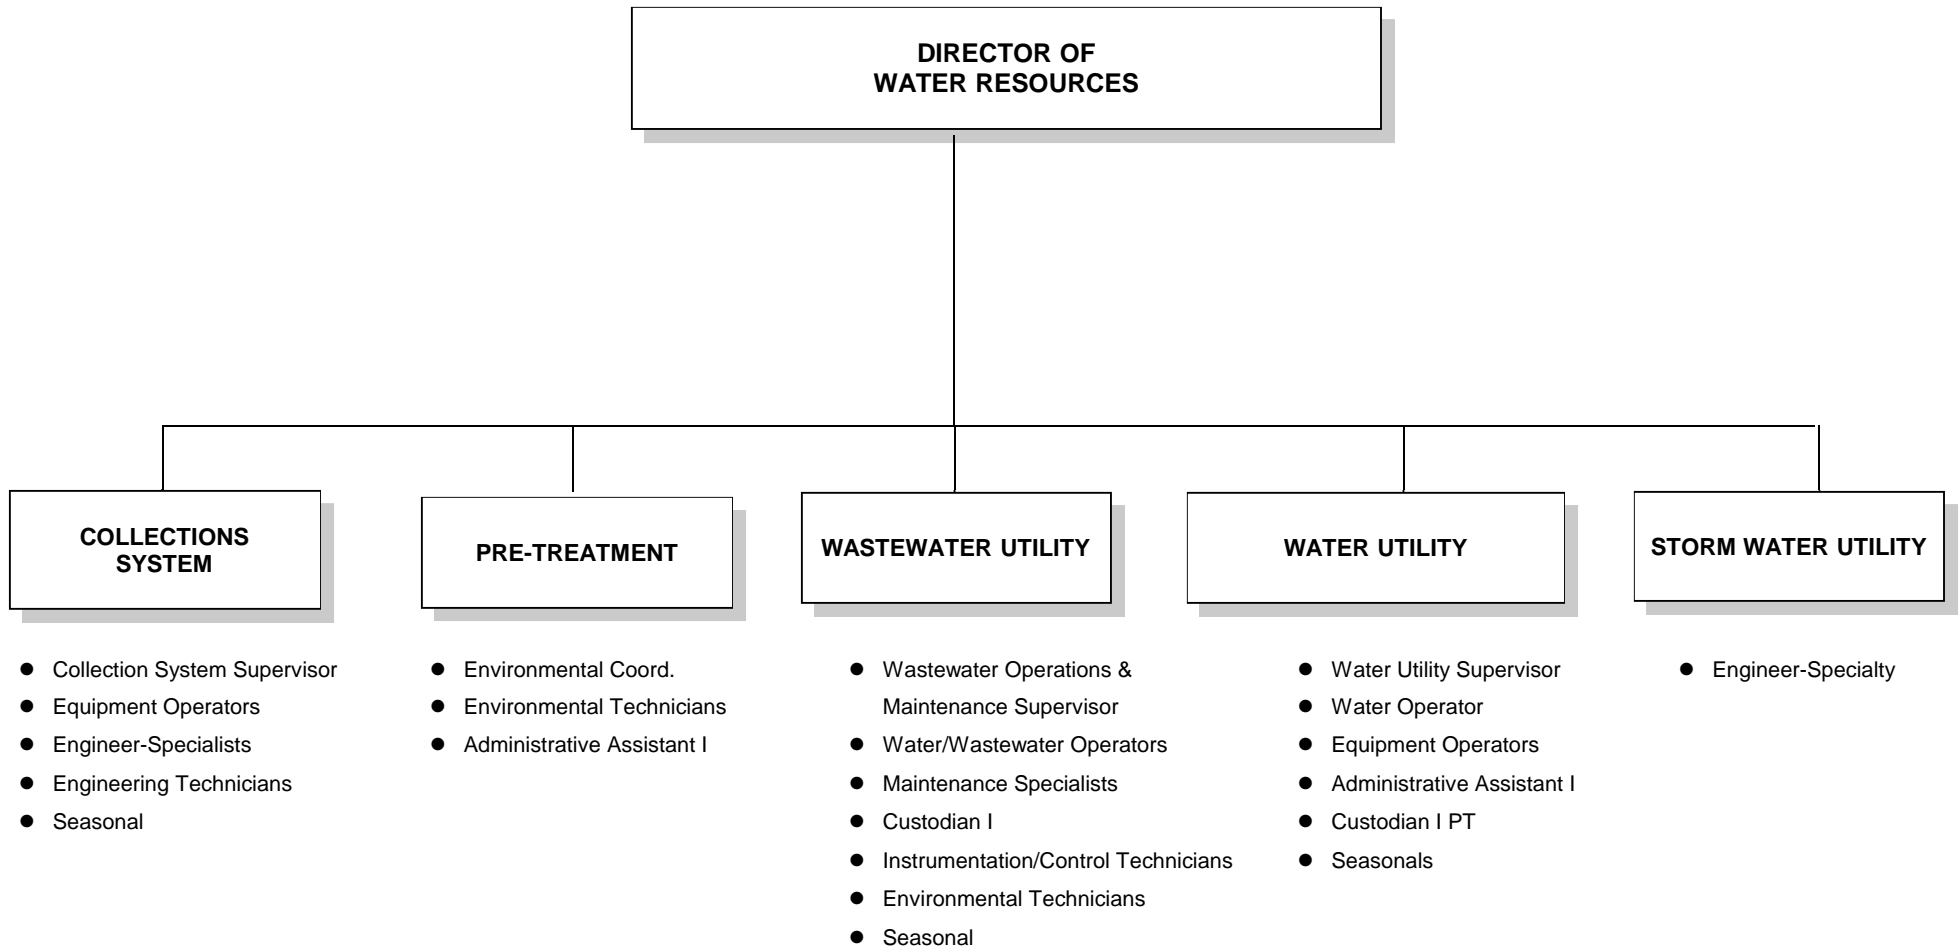 DIRECTOR OF
WATER RESOURCES
COLLECTIONS
SYSTEM
PRE-TREATMENT
WASTEWATER UTILITY
WATER UTILITY
STORM WATER UTILITY
● Collection System Supervisor
● Equipment Operators
● Engineer-Specialists
● Engineering Technicians
● Seasonal
● Environmental Coord.
● Environmental Technicians
● Administrative Assistant I
● Wastewater Operations &
Maintenance Supervisor
● Water/Wastewater Operators
● Maintenance Specialists
● Custodian I
● Instrumentation/Control Technicians
● Environmental Technicians
● Seasonal
● Water Utility Supervisor
● Water Operator
● Equipment Operators
● Administrative Assistant I
● Custodian I PT
● Seasonals
● Engineer-Specialty